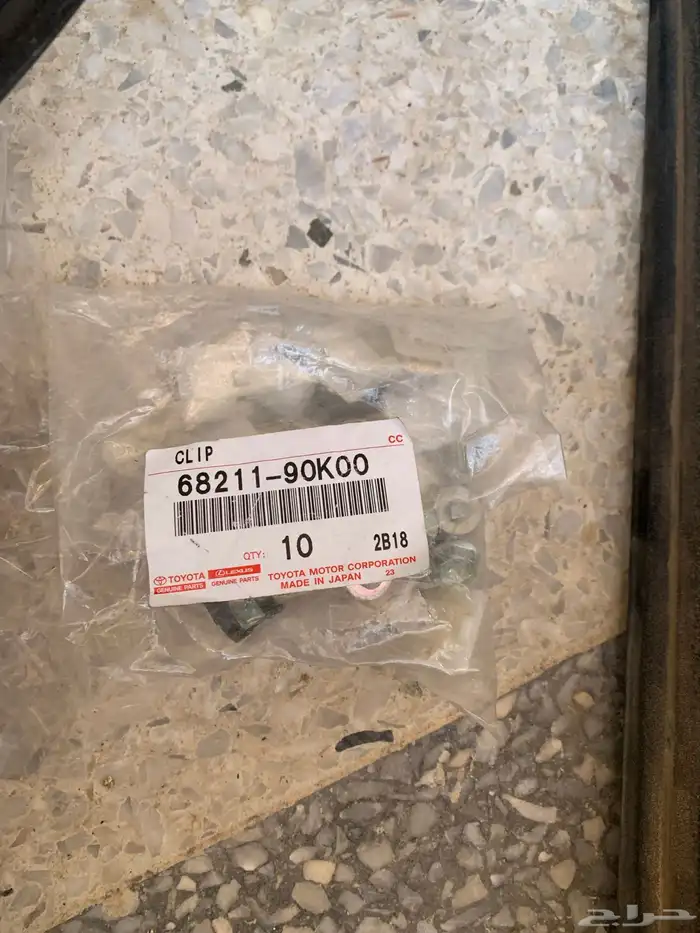 CLIP
CC
68211-90K00
QTY: 10 2B18
TOYOTA LEXUS TOYOTA MOTOR CORPORATION
GENUINE PARTS GENUINE PARTS MADE IN JAPAN 23
حراج